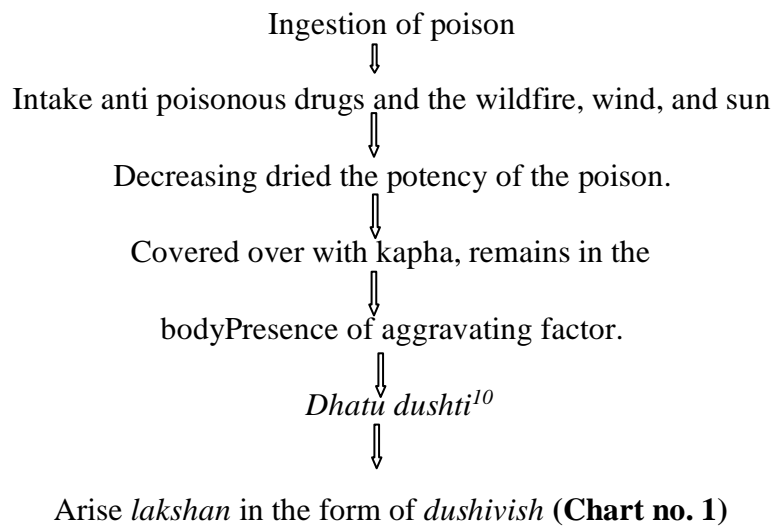 Ingestion of poison
Intake anti poisonous drugs and the wildfire, wind, and sun
Decreasing dried the potency of the poison.
Covered over with kapha, remains in the
bodyPresence of aggravating factor.
Dhatu dushti10
Arise lakshan in the form of dushivish (Chart no. 1)